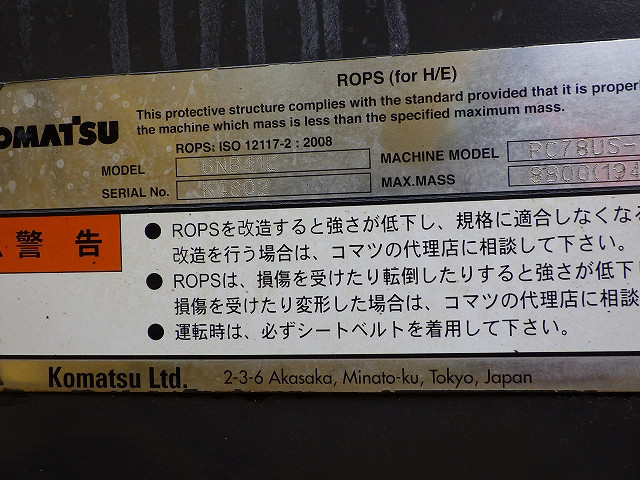 ROPS (for H/E)
This protective structure complies with the standard provided that it is properl
the machine which mass is less than the specified maximum mass.
OMATSU
ROPS: ISO 12117-2 : 2008
MODEL 6NB41C MACHINE MODEL PC78US-
SERIAL No. K4802 MAX.MASS 8800(194
警告
● ROPSを改造すると強さが低下し、規格に適合しなくな
改造を行う場合は、コマツの代理店に相談して下さい。
● ROPSは、損傷を受けたり転倒したりすると強さが低下
損傷を受けたり変形した場合は、コマツの代理店に相談
● 運転時は、必ずシートベルトを着用して下さい。
Komatsu Ltd. 2-3-6 Akasaka, Minato-ku, Tokyo, Japan